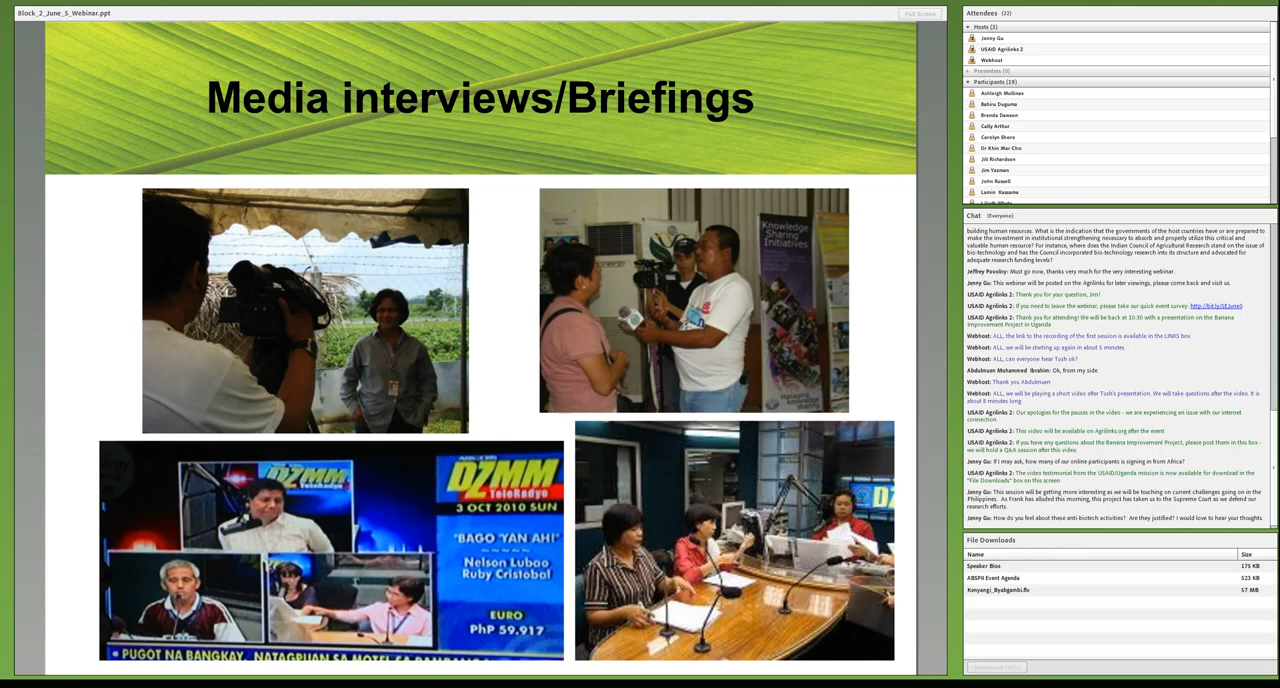 Block_2_June_5_Webinar.ppt
Full Screen
Media interviews/Briefings
Knowledge
Sharing
Initiatives
DZMM
TeleRadyo
3 OCT 2010 SUN
"BAGO 'YAN AH!"
Nelson Lubao
Ruby Cristobal
EURO
PhP 59.917
• PUGOT NA BANGKAY, NATAGPUAN SA MOTEL SA
Attendees (22)
Hosts (3)
Jenny Gu
USAID Agrilinks 2
Webhost
Presenters (0)
Participants (19)
Ashleigh Mullinax
Bahiru Duguma
Brenda Dawson
Cally Arthur
Carolyn Shore
Dr Khin Mar Cho
Jill Richardson
Jim Yazman
John Russell
Lamin Kassama
Chat (Everyone)
building human resources. What is the indication that the governments of the host countries have or are prepared to
make the investment in institutional strengthening necessary to absorb and properly utilize this critical and
valuable human resource? For instance, where does the Indian Council of Agricultural Research stand on the issue of
bio-technology and has the Council incorporated bio-technology research into its structure and advocated for
adequate research funding levels?
Jeffrey Povolny: Must go now, thanks very much for the very interesting webinar.
Jenny Gu: This webinar will be posted on the Agrilinks for later viewings, please come back and visit us.
USAID Agrilinks 2: Thank you for your question, Jim!
USAID Agrilinks 2: If you need to leave the webinar, please take our quick event survey: http://bit.ly/SEJune5
USAID Agrilinks 2: Thank you for attending! We will be back at 10:30 with a presentation on the Banana
Improvement Project in Uganda
Webhost: ALL, the link to the recording of the first session is available in the LINKS box
Webhost: ALL..we will be starting up again in about 5 minutes
Webhost: ALL, can everyone hear Tush ok?
Abdulmuen Mohammed Ibrahim: Ok, from my side
Webhost: Thank you Abdulmuen
Webhost: ALL, we will be playing a short video after Tush's presentation. We will take questions after the video. It is
about 8 minutes long
USAID Agrilinks 2: Our apologies for the pauses in the video - we are experiencing an issue with our internet
connection
USAID Agrilinks 2: This video will be available on Agrilinks.org after the event
USAID Agrilinks 2: If you have any questions about the Banana Improvement Project, please post them in this box -
we will hold a Q&A session after this video
Jenny Gu: If I may ask, how many of our online participants is signing in from Africa?
USAID Agrilinks 2: The video testimonial from the USAID/Uganda mission is now available for download in the
"File Downloads" box on this screen
Jenny Gu: This session will be getting more interesting as we will be touching on current challenges going on in the
Philippines. As Frank has alluded this morning, this project has taken us to the Supreme Court as we defend our
research efforts.
Jenny Gu: How do you feel about these anti-biotech activities? Are they justified? I would love to hear your thoughts.
File Downloads
Name Size
Speaker Bios 175 KB
ABSPII Event Agenda 523 KB
Kenyangi_Byabgambi.flv 57 MB
Download File(s)